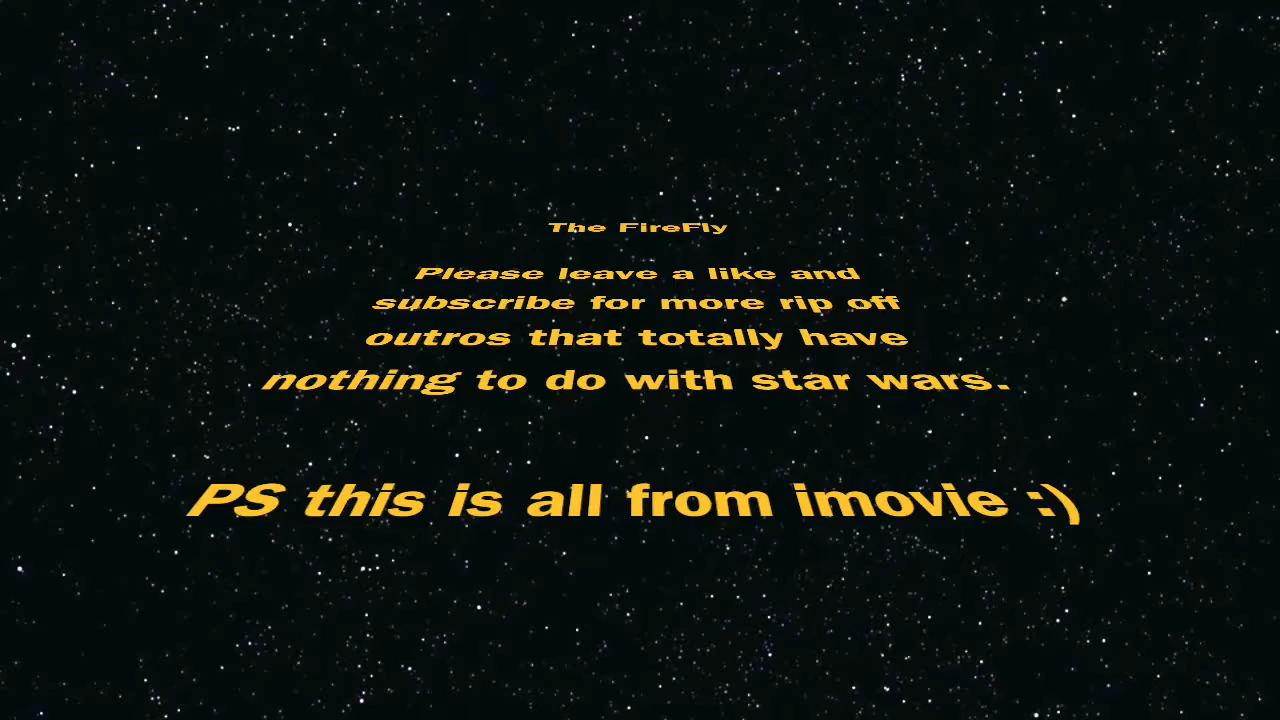 The FireFly
Please leave a like and
subscribe for more rip off
outros that totally have
nothing to do with star wars.
PS this is all from imovie :)